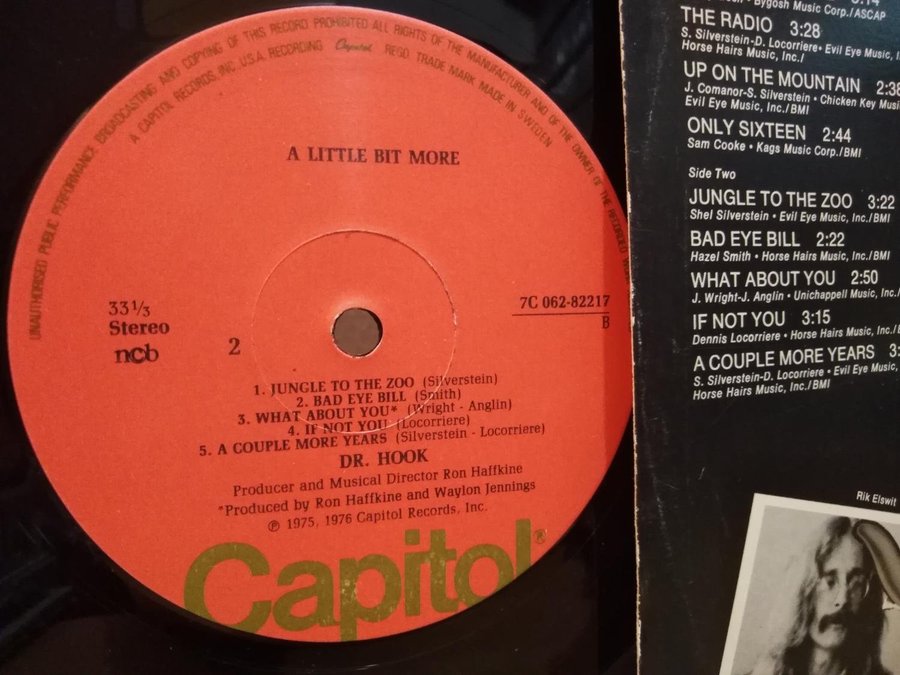 UNAUTHORISED PUBLIC PERFORMANCE BROADCASTING AND COPYING OF THIS RECORD PROHIBITED ALL RIGHTS OF THE MANUFACTURER AND OF THE OWNER OF THE RECORDED
A CAPITOL RECORDS, INC. U.S.A. RECORDING Capitol REGD. TRADE MARK MADE IN SWEDEN
A LITTLE BIT MORE
33 1/3
Stereo
ncb
2
7C 062-82217
B
1. JUNGLE TO THE ZOO (Silverstein)
2. BAD EYE BILL (Smith)
3. WHAT ABOUT YOU* (Wright - Anglin)
4. IF NOT YOU (Locorriere)
5. A COUPLE MORE YEARS (Silverstein - Locorriere)
DR. HOOK
Producer and Musical Director Ron Haffkine
*Produced by Ron Haffkine and Waylon Jennings
℗ 1975, 1976 Capitol Records, Inc.
Capitol®
Bygosh Music Corp./ASCAP
THE RADIO 3:28
S. Silverstein-D. Locorriere • Evil Eye Music,
Horse Hairs Music, Inc./
UP ON THE MOUNTAIN 2:38
J. Comanor-S. Silverstein • Chicken Key Music
Evil Eye Music, Inc./BMI
ONLY SIXTEEN 2:44
Sam Cooke • Kags Music Corp./BMI
Side Two
JUNGLE TO THE ZOO 3:22
Shel Silverstein • Evil Eye Music, Inc./BMI
BAD EYE BILL 2:22
Hazel Smith • Horse Hairs Music, Inc./BMI
WHAT ABOUT YOU 2:50
J. Wright-J. Anglin • Unichappell Music, Inc./
IF NOT YOU 3:15
Dennis Locorriere • Horse Hairs Music, Inc./
A COUPLE MORE YEARS 3:
S. Silverstein-D. Locorriere • Evil Eye Music,
Horse Hairs Music, Inc./BMI
Rik Elswit